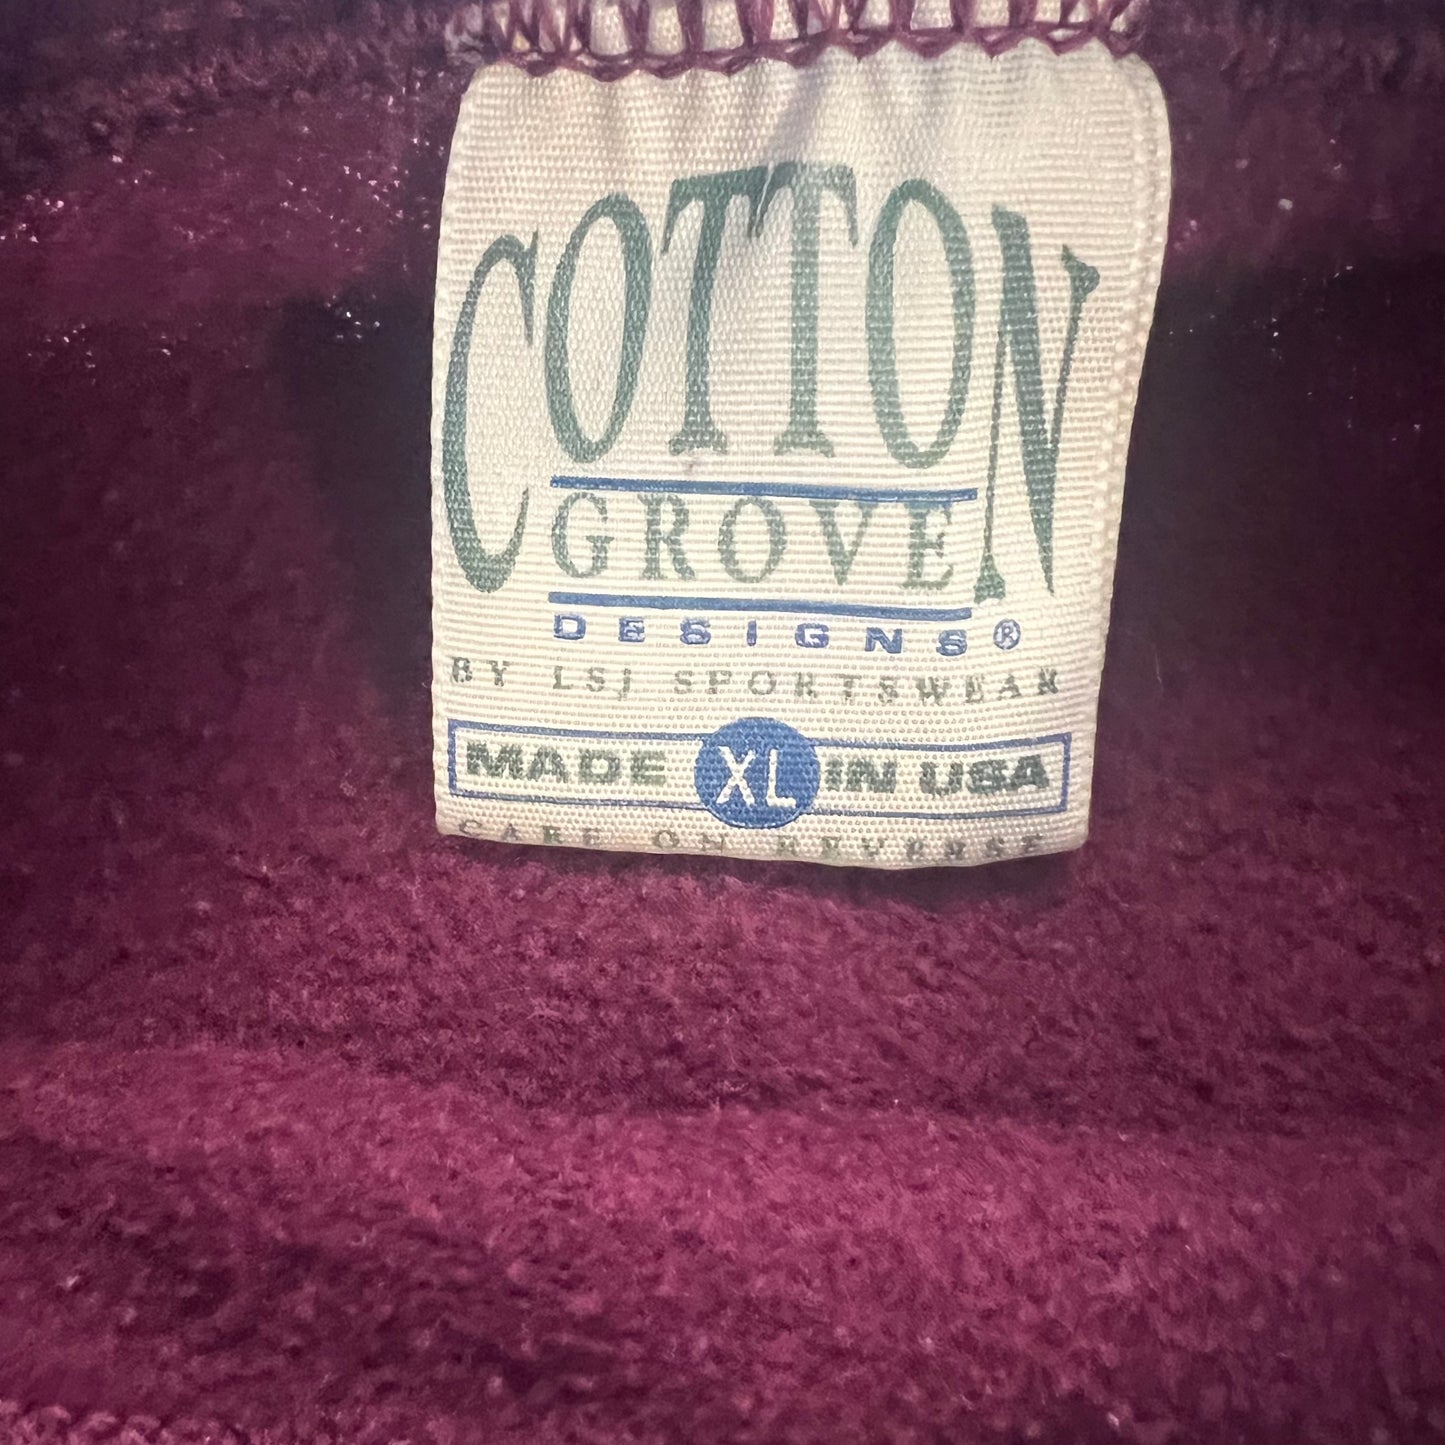 COTTON
GROVE
DESIGNS®
BY LSJ SPORTSWEAR
MADE XL IN USA
CARE ON REVERSE